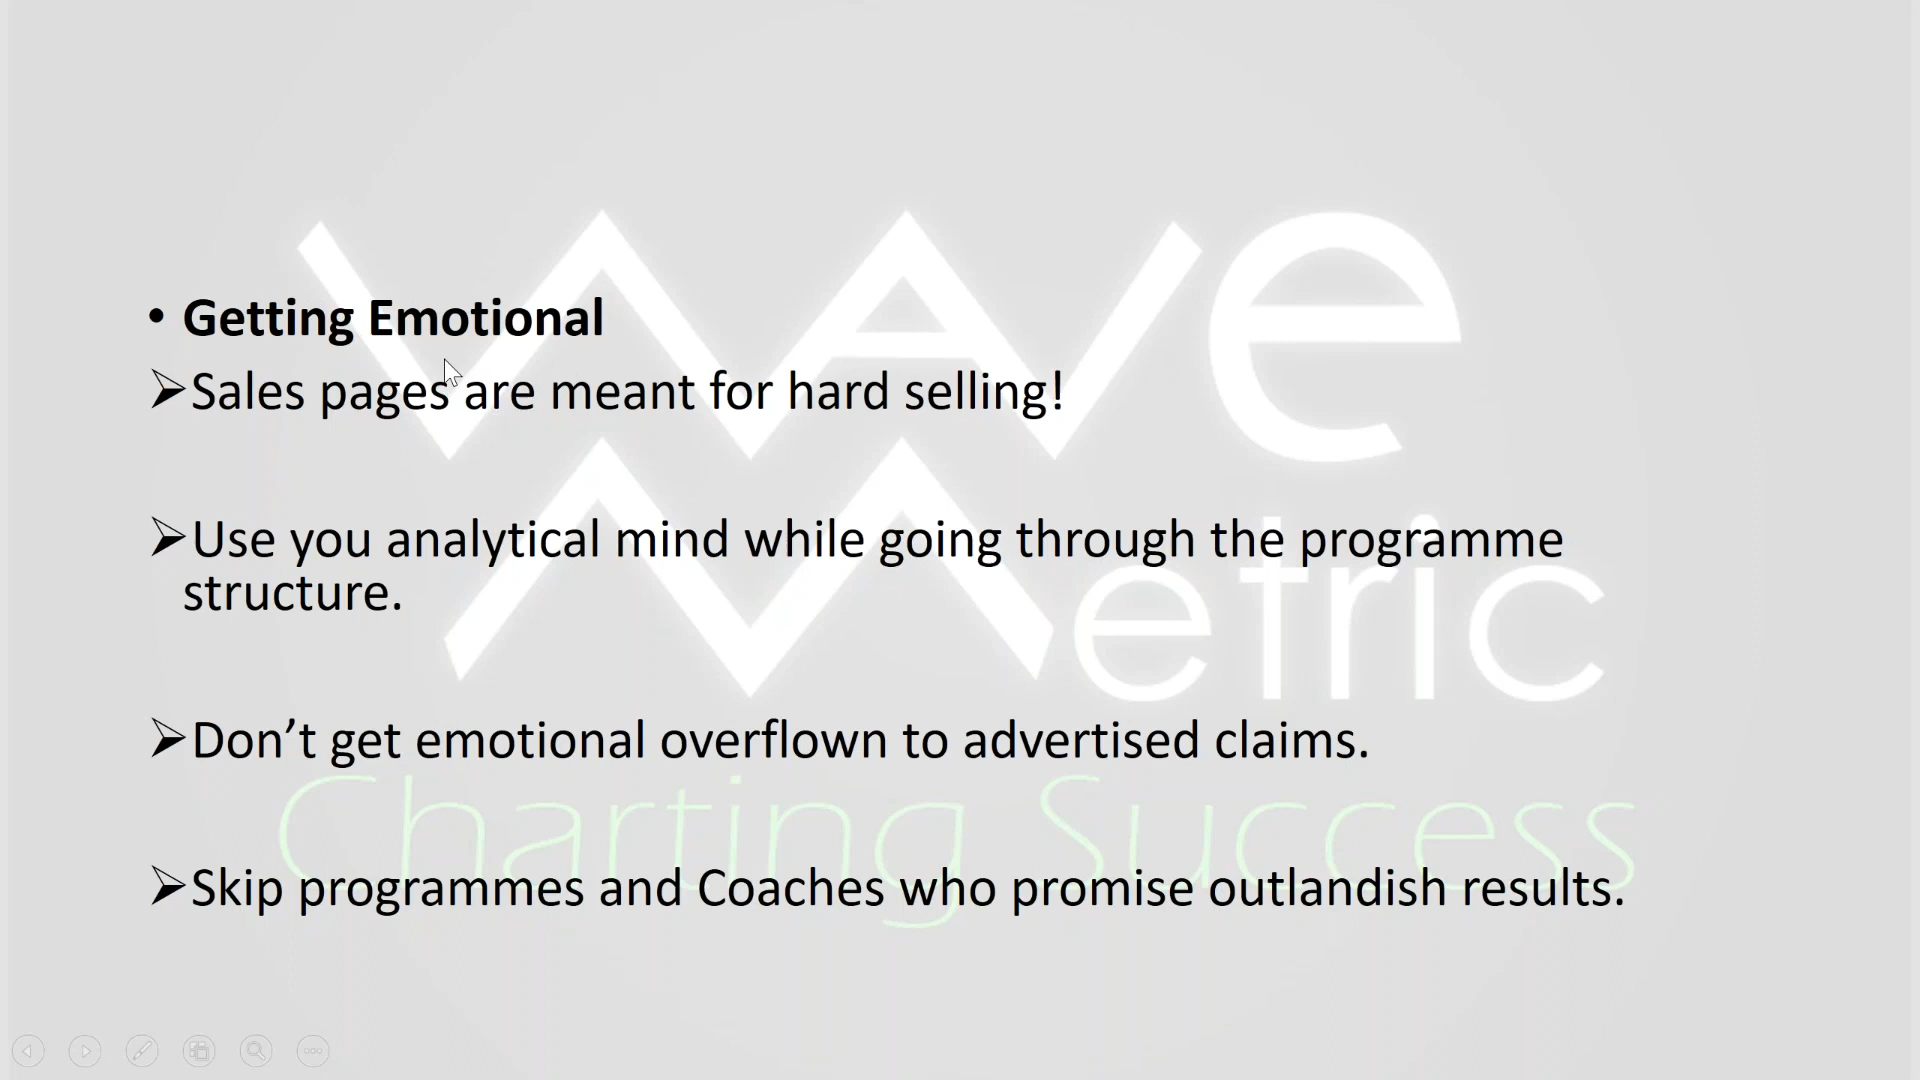 • Getting Emotional
➢Sales pages are meant for hard selling!
➢Use you analytical mind while going through the programme
structure.
➢Don’t get emotional overflown to advertised claims.
➢Skip programmes and Coaches who promise outlandish results.
Wave
Metric
Charting Success